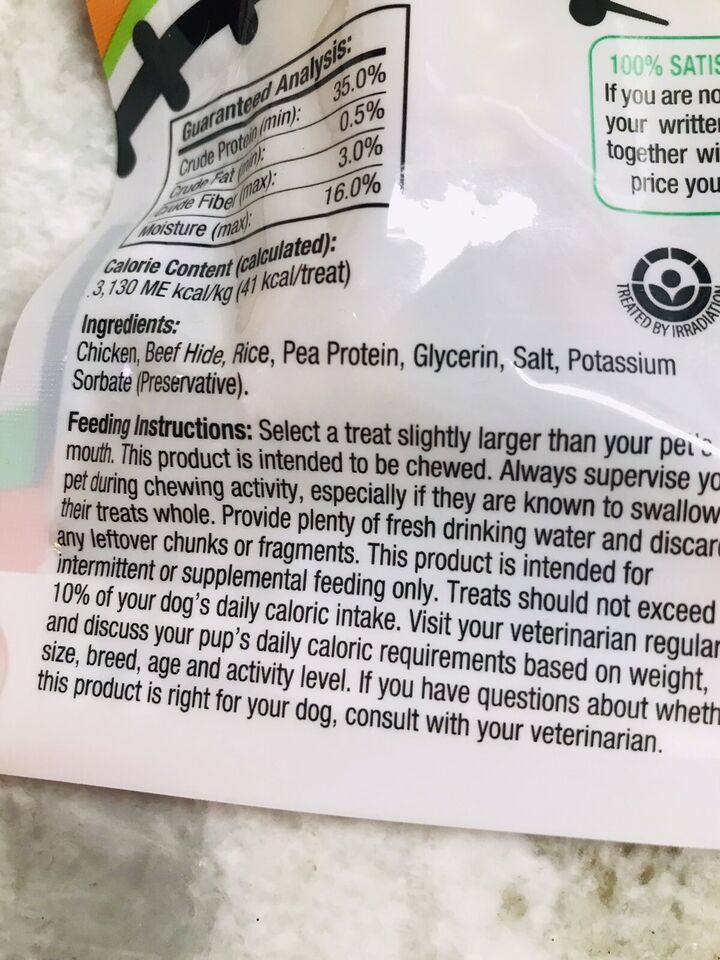 Guaranteed Analysis:
Crude Protein (min): 35.0%
Crude Fat (min): 0.5%
Crude Fiber (max): 3.0%
Moisture (max): 16.0%
Calorie Content (calculated):
3,130 ME kcal/kg (41 kcal/treat)
Ingredients:
Chicken, Beef Hide, Rice, Pea Protein, Glycerin, Salt, Potassium
Sorbate (Preservative).
Feeding Instructions: Select a treat slightly larger than your pet's
mouth. This product is intended to be chewed. Always supervise yo
pet during chewing activity, especially if they are known to swallow
their treats whole. Provide plenty of fresh drinking water and discar
any leftover chunks or fragments. This product is intended for
intermittent or supplemental feeding only. Treats should not exceed
10% of your dog's daily caloric intake. Visit your veterinarian regular
and discuss your pup's daily caloric requirements based on weight,
size, breed, age and activity level. If you have questions about wheth
this product is right for your dog, consult with your veterinarian.
100% SATIS
If you are no
your writte
together wi
price you
TREATED BY IRRADIATION